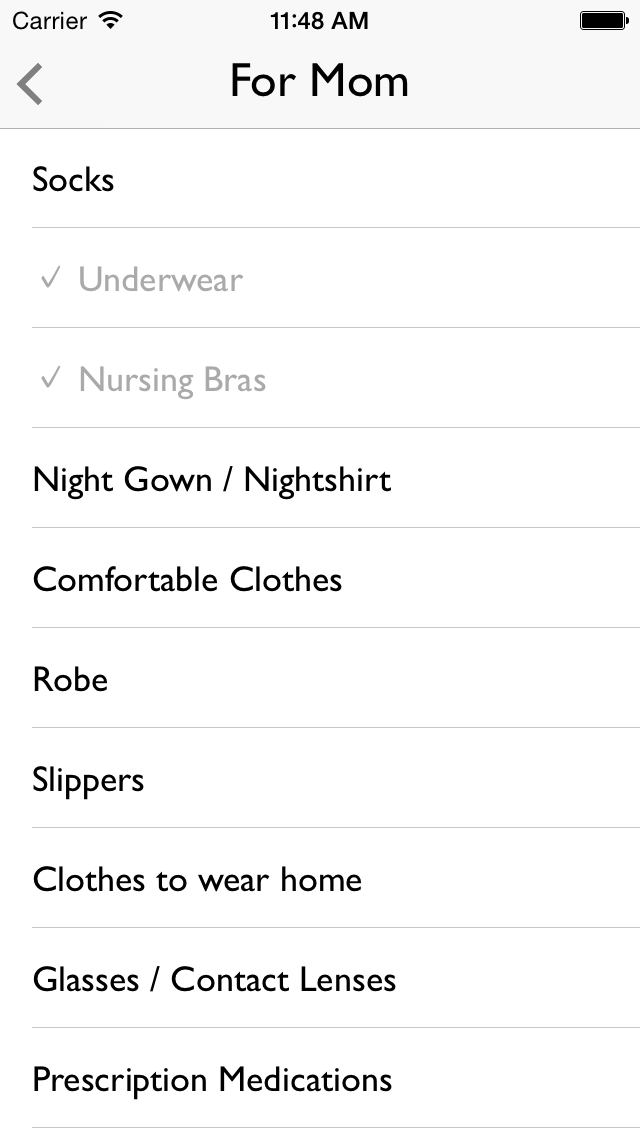 Carrier 11:48 AM
For Mom
Socks
✓ Underwear
✓ Nursing Bras
Night Gown / Nightshirt
Comfortable Clothes
Robe
Slippers
Clothes to wear home
Glasses / Contact Lenses
Prescription Medications